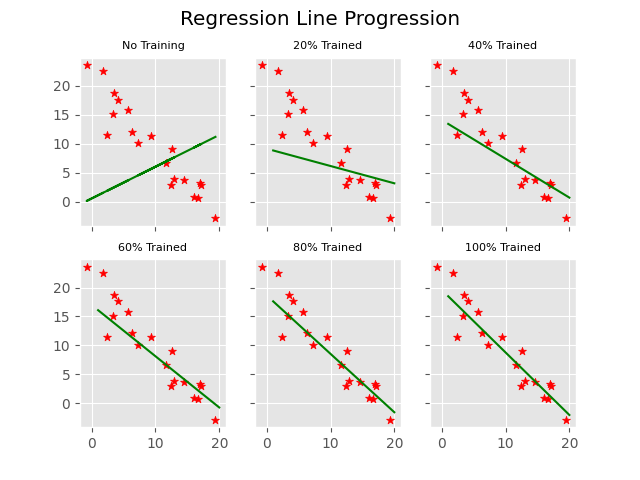 Regression Line Progression
No Training
20% Trained
40% Trained
20
15
10
5
0
60% Trained
80% Trained
100% Trained
20
15
10
5
0
0 10 20
0 10 20
0 10 20